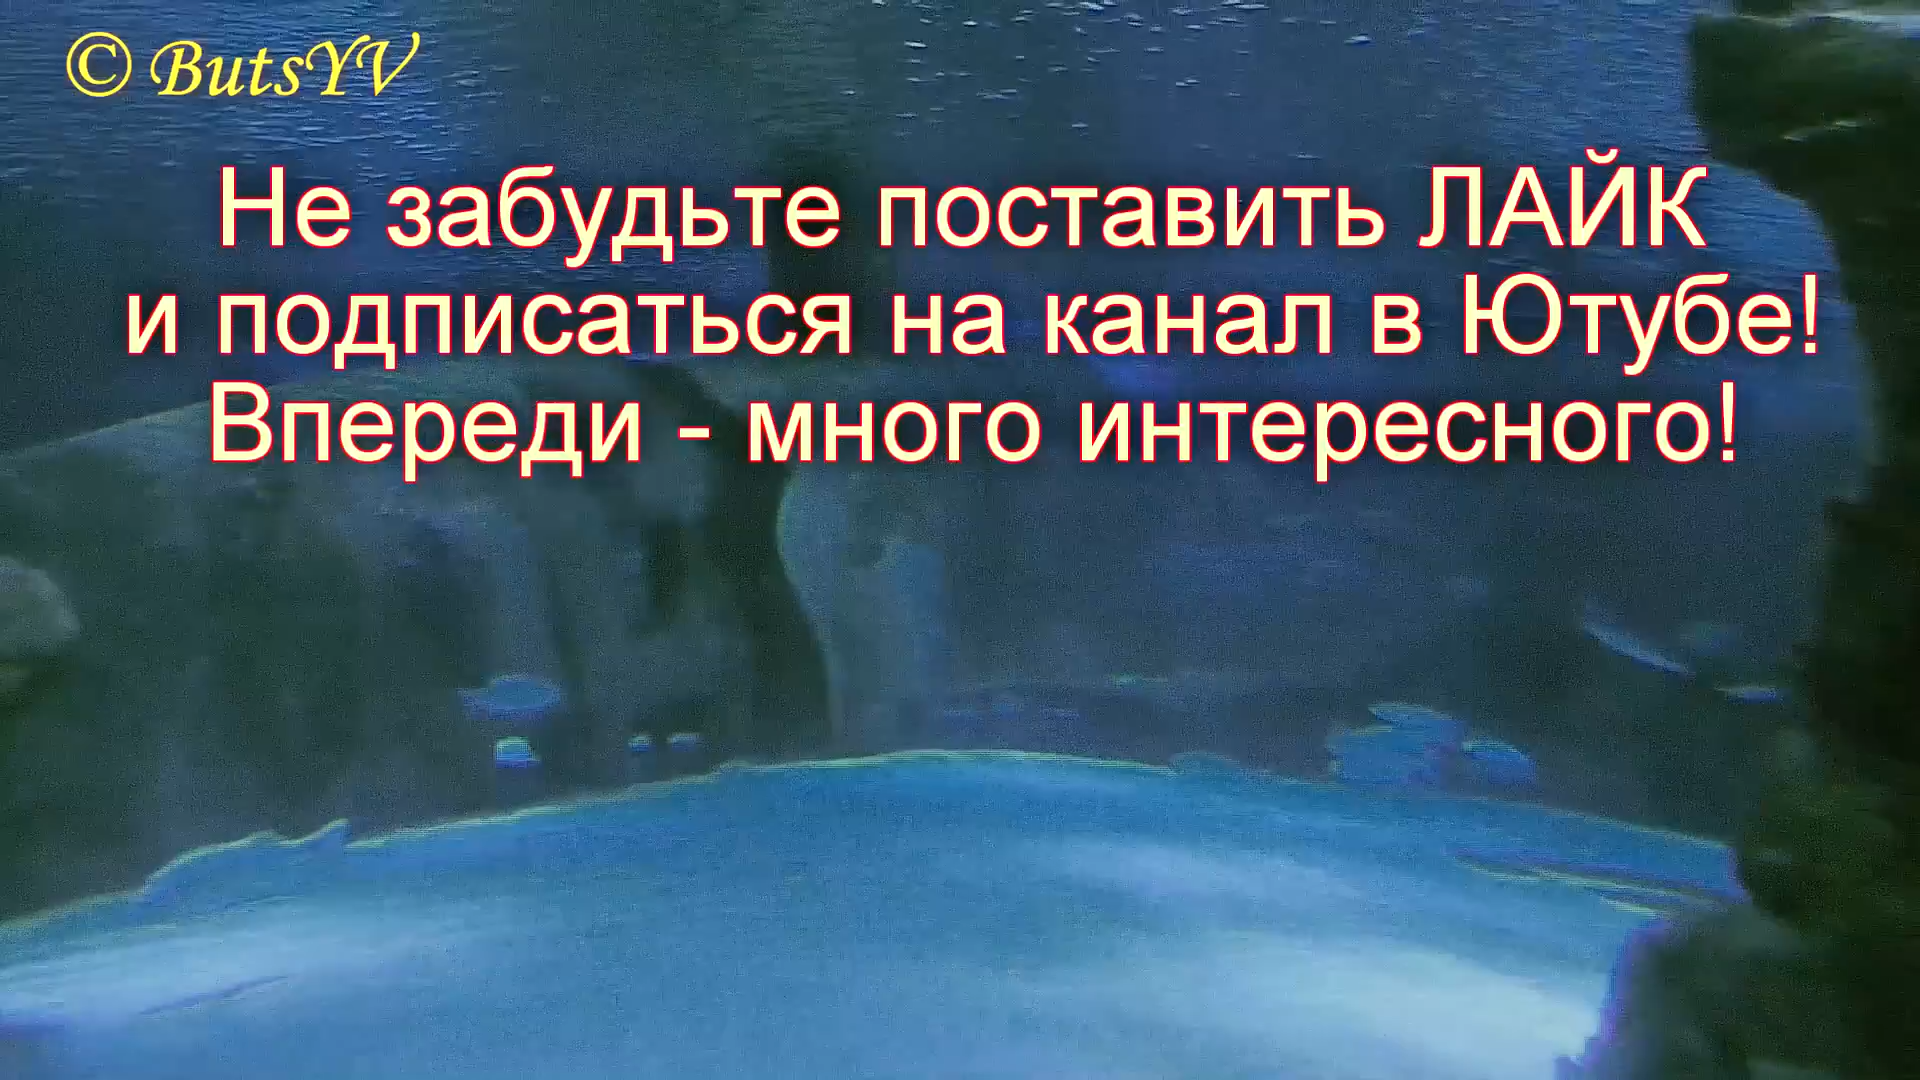 © ButsYV
Не забудьте поставить ЛАЙК
и подписаться на канал в Ютубе!
Впереди - много интересного!